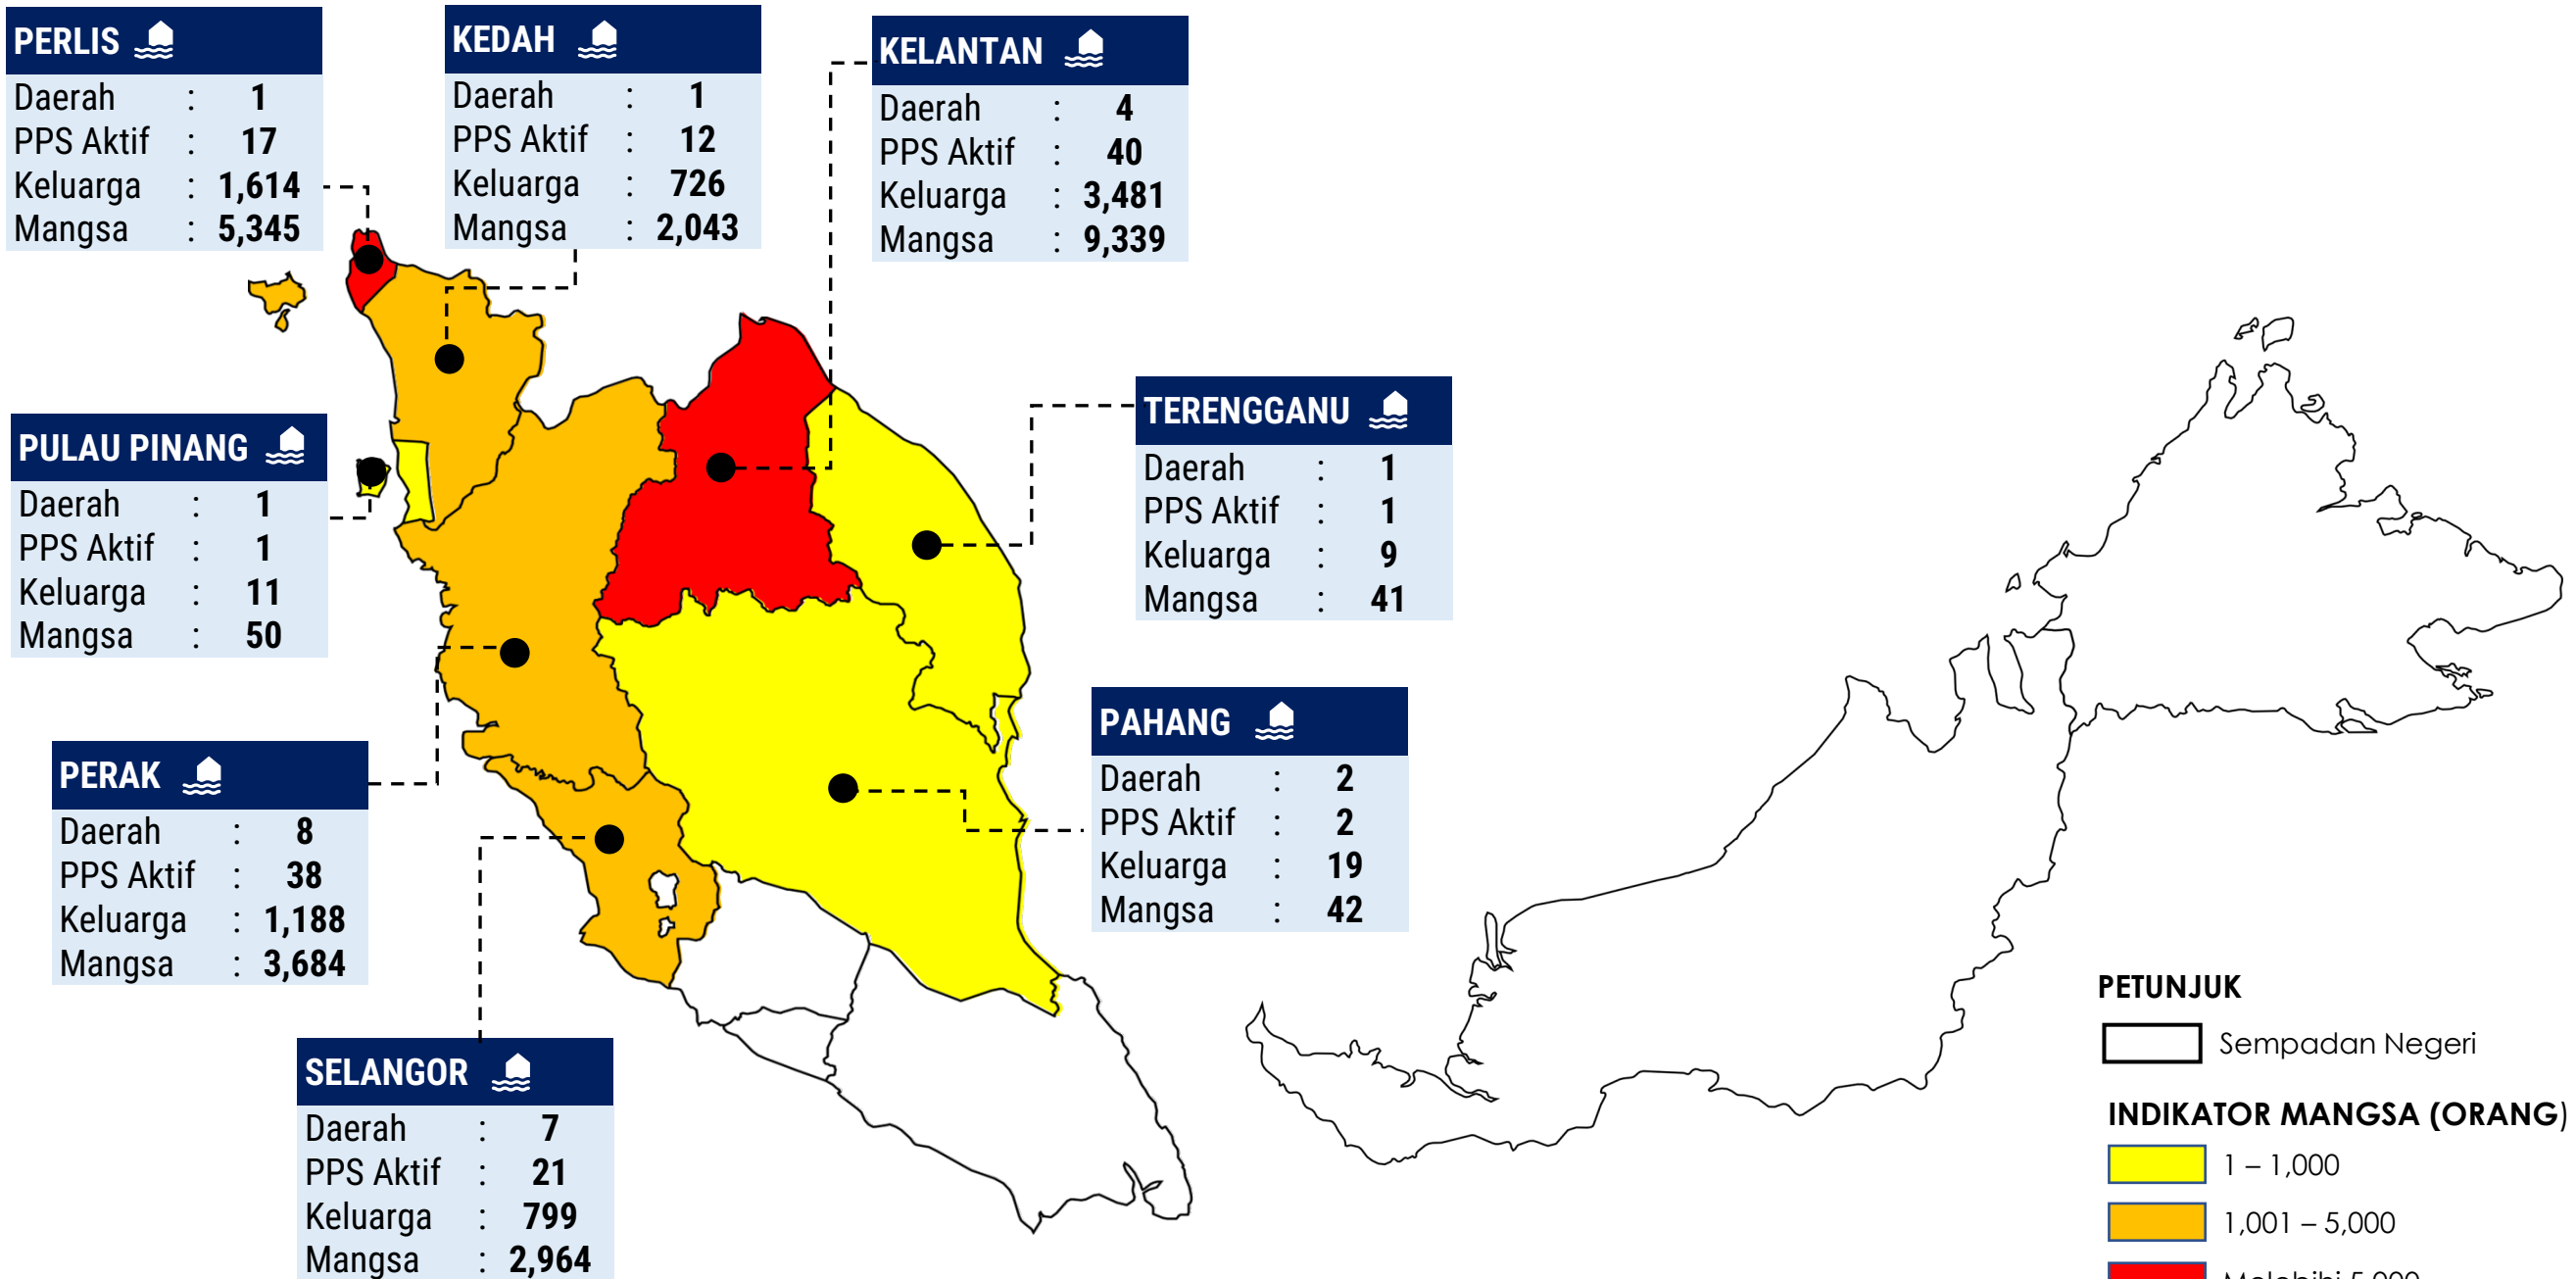 PERLIS
Daerah : 1
PPS Aktif : 17
Keluarga : 1,614
Mangsa : 5,345
KEDAH
Daerah : 1
PPS Aktif : 12
Keluarga : 726
Mangsa : 2,043
KELANTAN
Daerah : 4
PPS Aktif : 40
Keluarga : 3,481
Mangsa : 9,339
PULAU PINANG
Daerah : 1
PPS Aktif : 1
Keluarga : 11
Mangsa : 50
TERENGGANU
Daerah : 1
PPS Aktif : 1
Keluarga : 9
Mangsa : 41
PERAK
Daerah : 8
PPS Aktif : 38
Keluarga : 1,188
Mangsa : 3,684
PAHANG
Daerah : 2
PPS Aktif : 2
Keluarga : 19
Mangsa : 42
SELANGOR
Daerah : 7
PPS Aktif : 21
Keluarga : 799
Mangsa : 2,964
PETUNJUK
Sempadan Negeri
INDIKATOR MANGSA (ORANG)
1 – 1,000
1,001 – 5,000
Melebihi 5,000